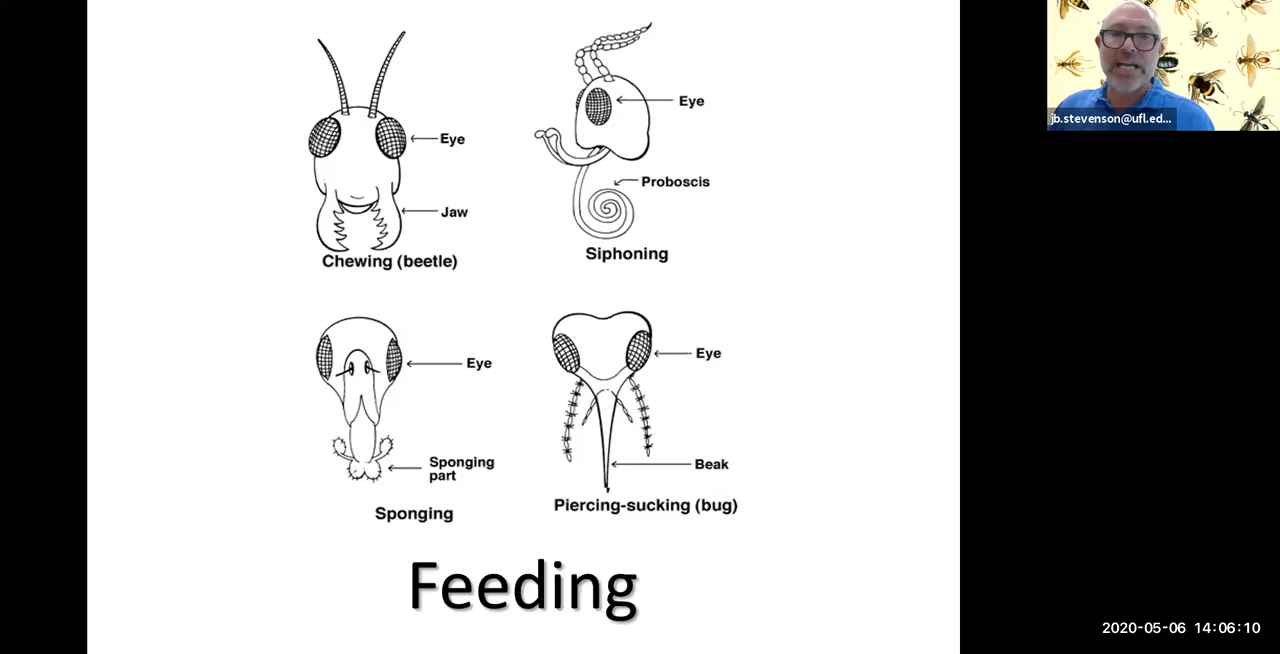 Eye
Jaw
Chewing (beetle)
Eye
Proboscis
Siphoning
Eye
Sponging
part
Sponging
Eye
Beak
Piercing-sucking (bug)
Feeding
jb.stevenson@ufl.ed...
2020-05-06 14:06:10